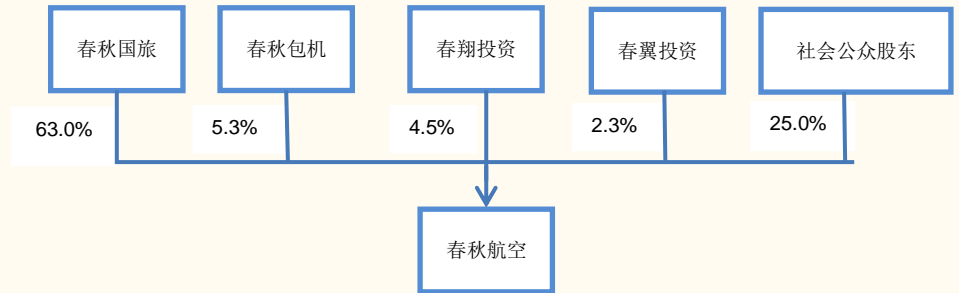 春秋国旅
春秋包机
春翔投资
春翼投资
社会公众股东
63.0%
5.3%
4.5%
2.3%
25.0%
春秋航空